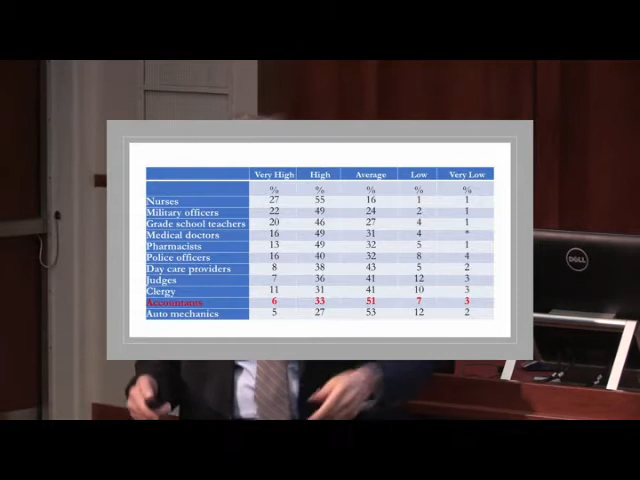 Very High High Average Low Very Low
% % % % %
Nurses 27 55 16 1 1
Military officers 22 49 24 2 1
Grade school teachers 20 46 27 4 1
Medical doctors 16 49 31 4 *
Pharmacists 13 49 32 5 1
Police officers 16 40 32 8 4
Day care providers 8 38 43 5 2
Judges 7 36 41 12 3
Clergy 11 31 41 10 3
Accountants 6 33 51 7 3
Auto mechanics 5 27 53 12 2
DELL